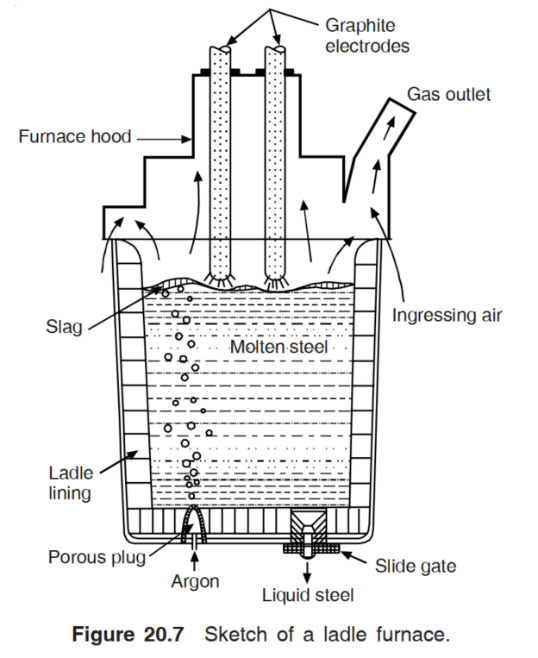 Graphite
electrodes
Gas outlet
Furnace hood
Ingressing air
Slag
Molten steel
Ladle
lining
Porous plug
Slide gate
Argon
Liquid steel
Figure 20.7 Sketch of a ladle furnace.